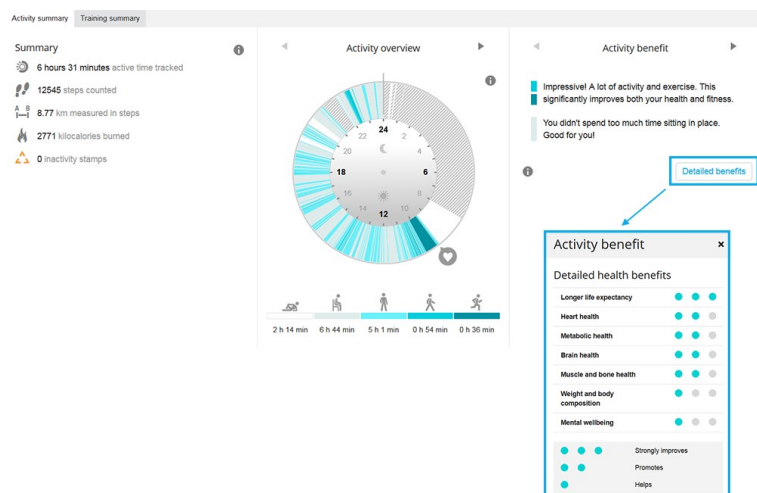 Activity summary
Training summary
Summary
6 hours 31 minutes active time tracked
12545 steps counted
A B
8.77 km measured in steps
2771 kilocalories burned
0 inactivity stamps
Activity overview
24
22
2
20
4
18
6
16
8
14
10
12
2 h 14 min
6 h 44 min
5 h 1 min
0 h 54 min
0 h 36 min
Activity benefit
Impressive! A lot of activity and exercise. This
significantly improves both your health and fitness.
You didn't spend too much time sitting in place.
Good for you!
Detailed benefits
Activity benefit
Detailed health benefits
Longer life expectancy
Heart health
Metabolic health
Brain health
Muscle and bone health
Weight and body
composition
Mental wellbeing
Strongly improves
Promotes
Helps